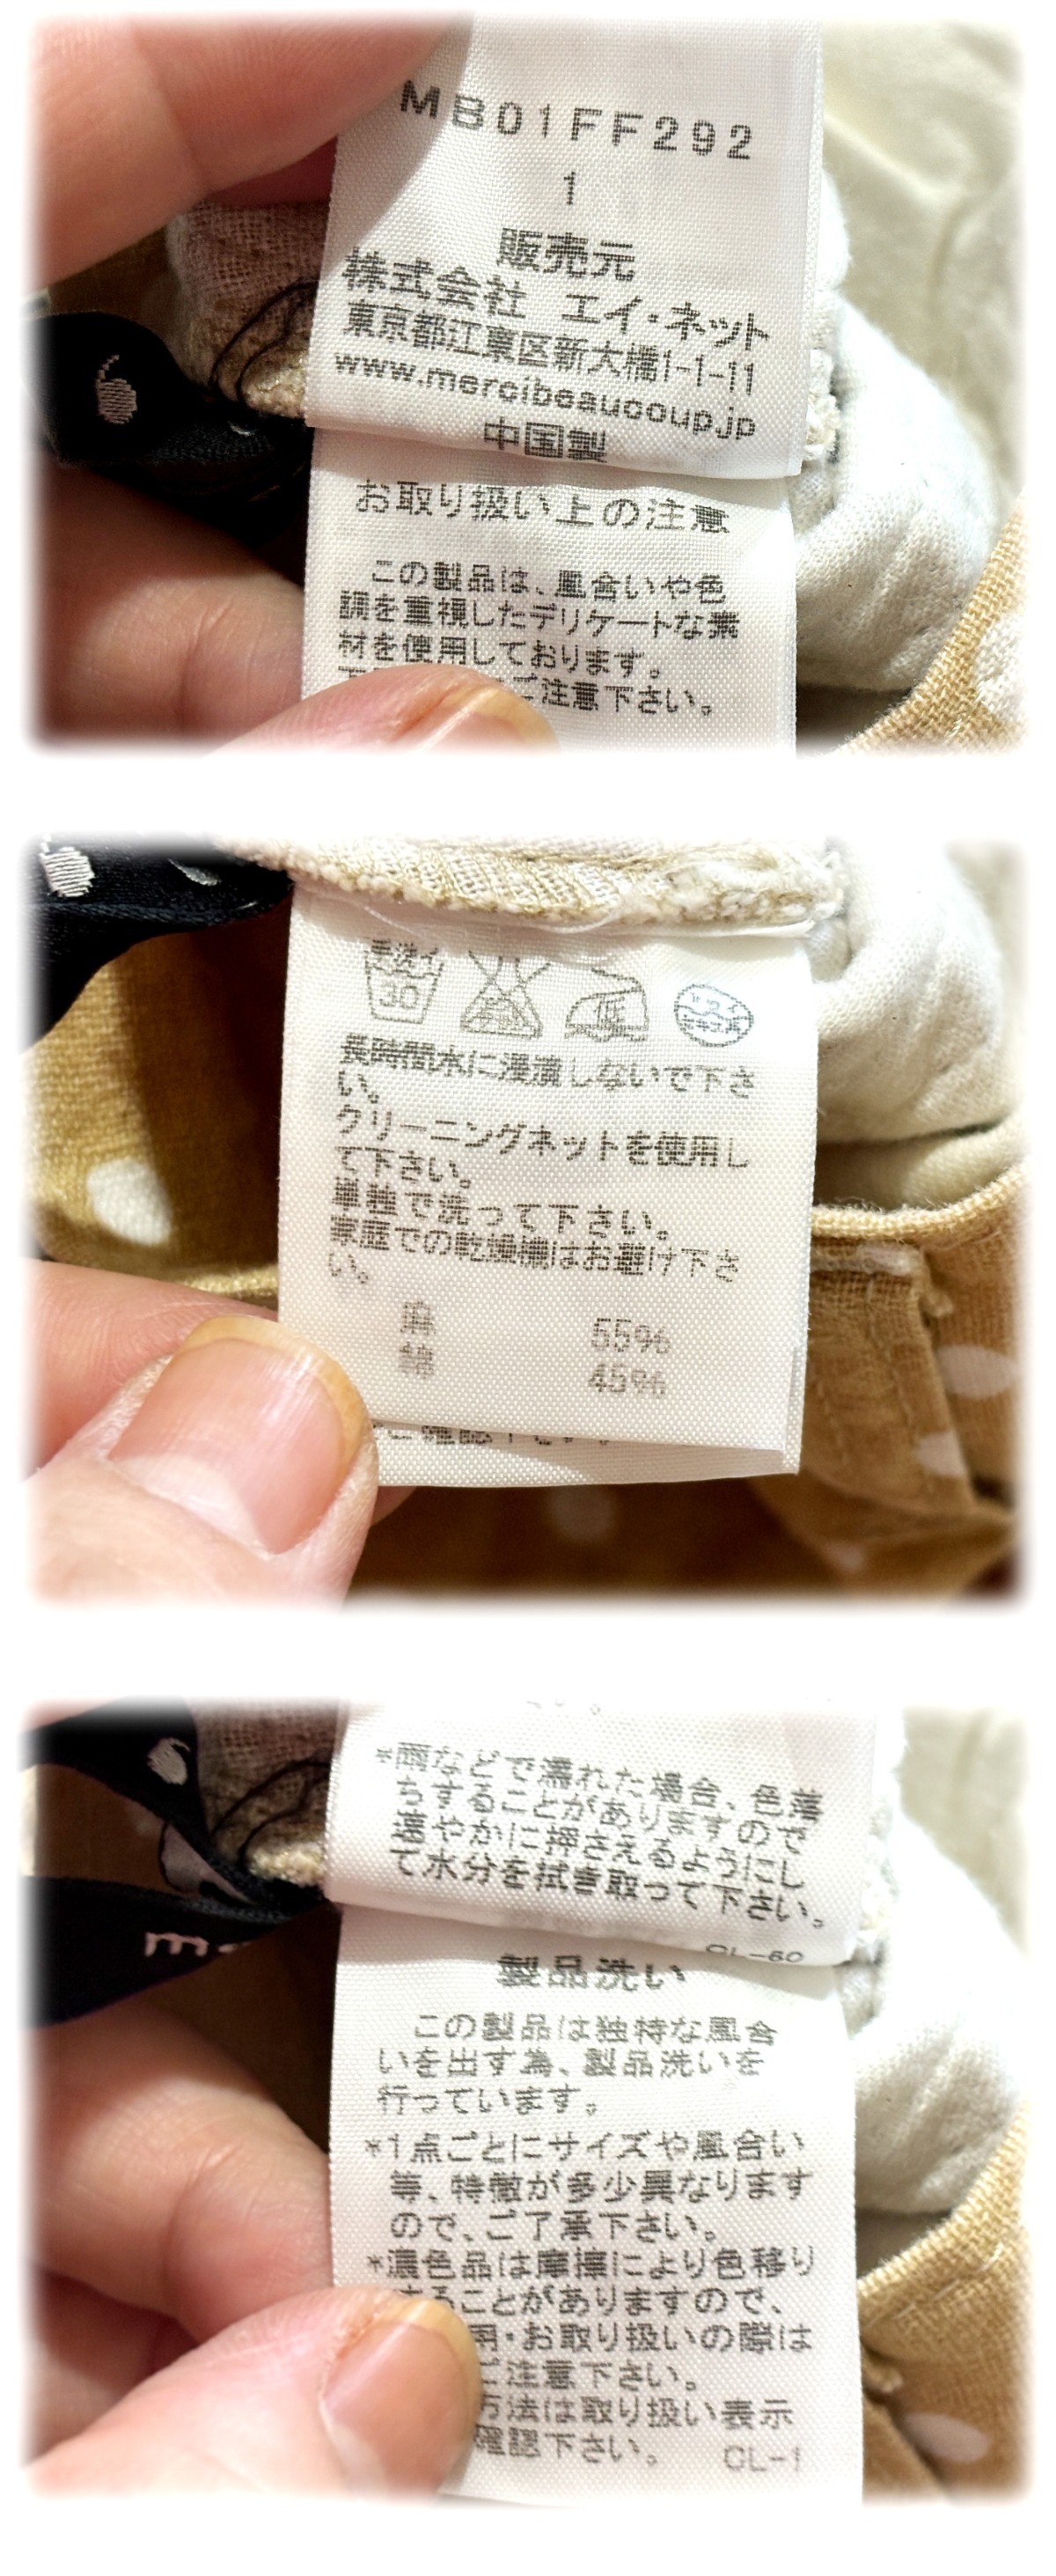 MB01FF292
1
販売元
株式会社 エイ・ネット
東京都江東区新大橋1-1-11
www.mercibeaucoup.jp
中国製
お取り扱い上の注意
この製品は、風合いや色
調を重視したデリケートな素
材を使用しております。
ご注意下さい。
手洗イ
30
低
ドライ
セキユ系
長時間水に浸漬しないで下さ
い。
クリーニングネットを使用し
て下さい。
単独で洗って下さい。
家庭での乾燥機はお避け下さ
い。
麻 55%
綿 45%
*雨などで濡れた場合、色落
ちすることがありますので
速やかに押さえるようにし
て水分を拭き取って下さい。
CL-60
製品洗い
この製品は独特な風合
いを出す為、製品洗いを
行っています。
*1点ごとにサイズや風合い
等、特徴が多少異なります
ので、ご了承下さい。
*濃色品は摩擦により色移り
することがありますので、
用・お取り扱いの際は
ご注意下さい。
方法は取り扱い表示
確認下さい。 CL-1